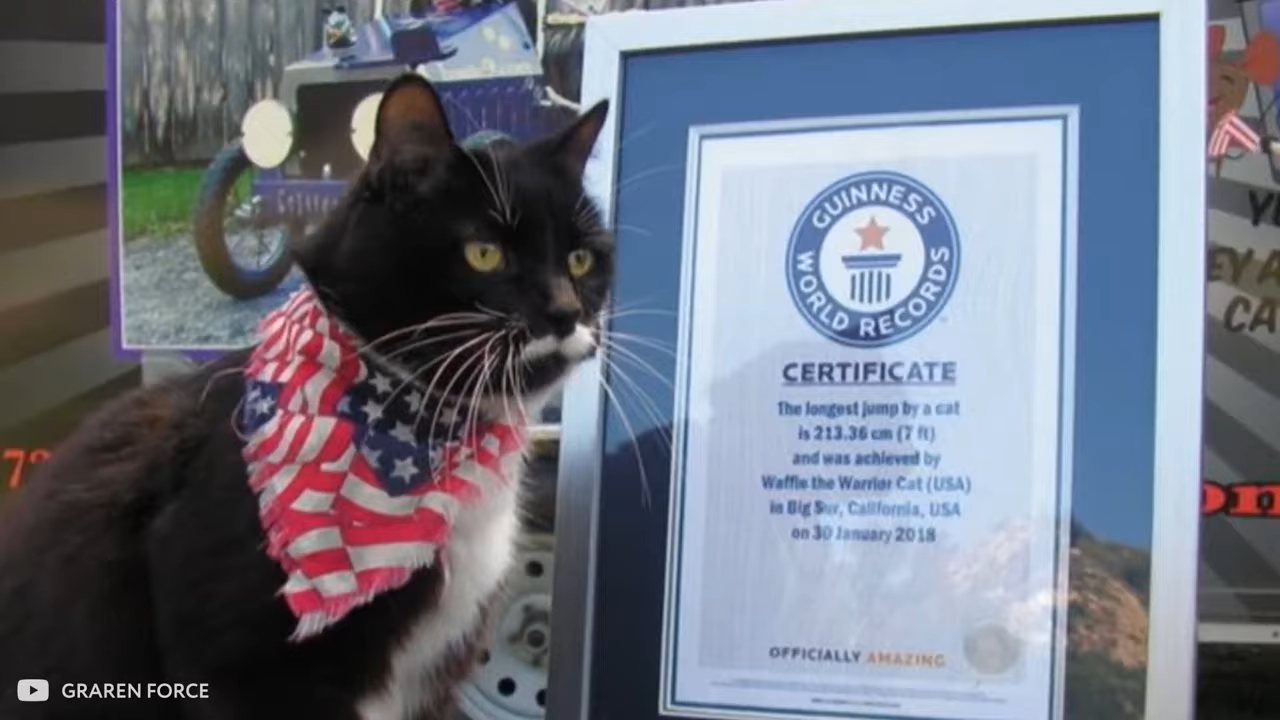 GUINNESS
WORLD RECORDS
CERTIFICATE
The longest jump by a cat
is 213.36 cm (7 ft)
and was achieved by
Waffle the Warrior Cat (USA)
in Big Sur, California, USA
on 30 January 2018
OFFICIALLY AMAZING
GRAREN FORCE